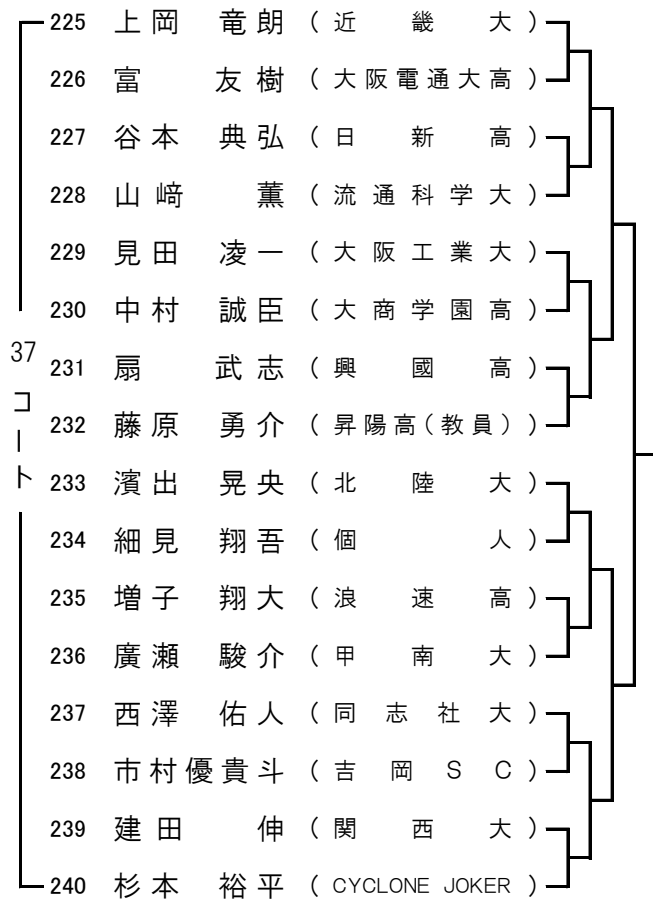 225 上岡 竜朗 (近畿大)
226 富 友樹 (大阪電通大高)
227 谷本 典弘 (日新高)
228 山﨑 薫 (流通科学大)
229 見田 凌一 (大阪工業大)
230 中村 誠臣 (大商学園高)
231 扇 武志 (興國高)
232 藤原 勇介 (昇陽高(教員))
37コート
233 濱出 晃央 (北陸大)
234 細見 翔吾 (個人)
235 増子 翔大 (浪速高)
236 廣瀬 駿介 (甲南大)
237 西澤 佑人 (同志社大)
238 市村優貴斗 (吉岡SC)
239 建田 伸 (関西大)
240 杉本 裕平 (CYCLONE JOKER)